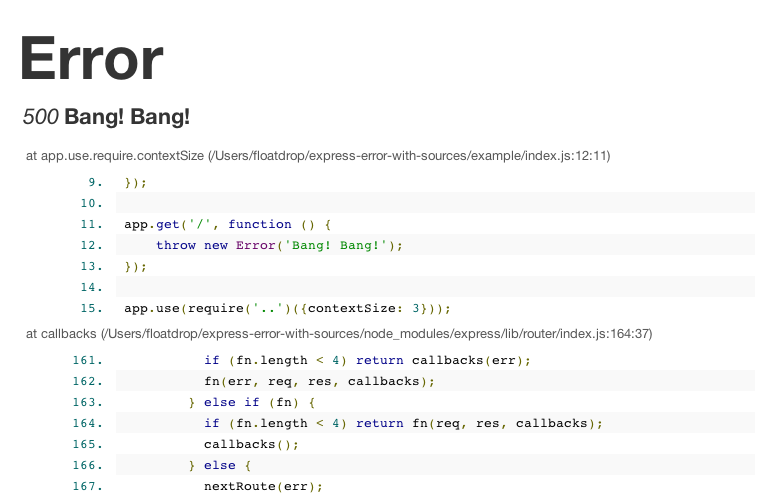 Error
500 Bang! Bang!
at app.use.require.contextSize (/Users/floatdrop/express-error-with-sources/example/index.js:12:11)
9. });
10.
11. app.get('/', function () {
12.     throw new Error('Bang! Bang!');
13. });
14.
15. app.use(require('..')({contextSize: 3}));
at callbacks (/Users/floatdrop/express-error-with-sources/node_modules/express/lib/router/index.js:164:37)
161.           if (fn.length < 4) return callbacks(err);
162.           fn(err, req, res, callbacks);
163.         } else if (fn) {
164.           if (fn.length < 4) return fn(req, res, callbacks);
165.           callbacks();
166.         } else {
167.           nextRoute(err);